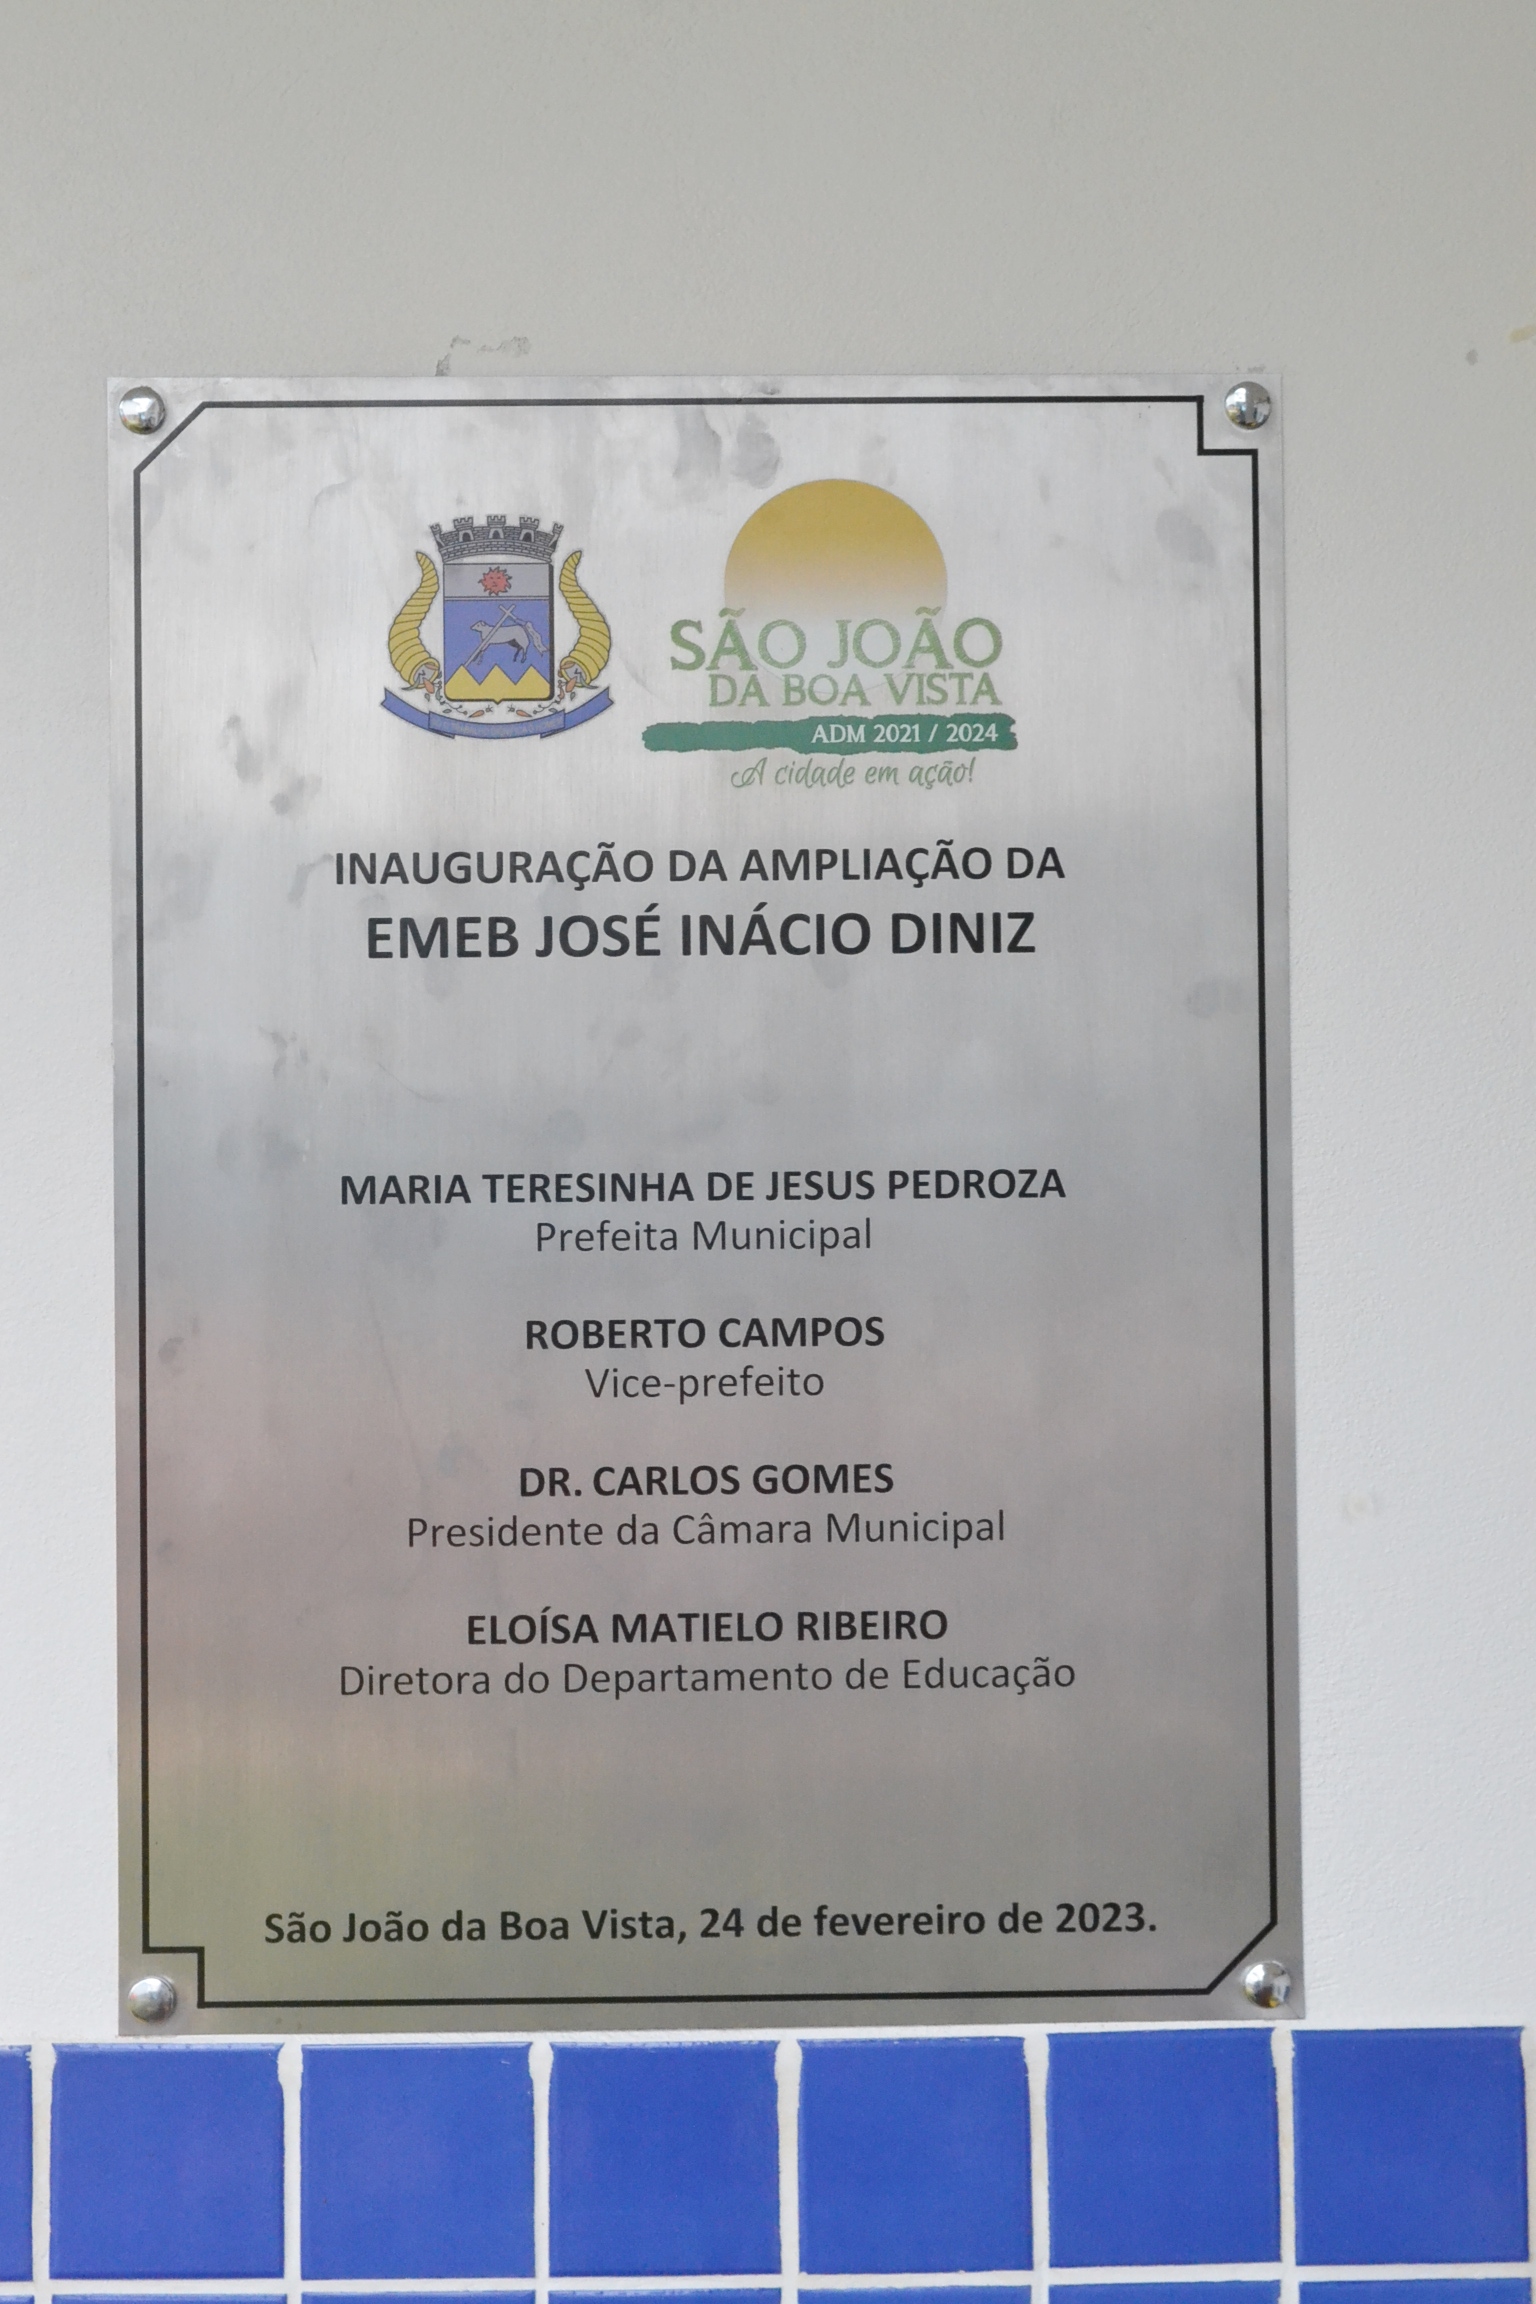 SÃO JOÃO
DA BOA VISTA
ADM 2021 / 2024
A cidade em ação!
INAUGURAÇÃO DA AMPLIAÇÃO DA
EMEB JOSÉ INÁCIO DINIZ
MARIA TERESINHA DE JESUS PEDROZA
Prefeita Municipal
ROBERTO CAMPOS
Vice-prefeito
DR. CARLOS GOMES
Presidente da Câmara Municipal
ELOÍSA MATIELO RIBEIRO
Diretora do Departamento de Educação
São João da Boa Vista, 24 de fevereiro de 2023.